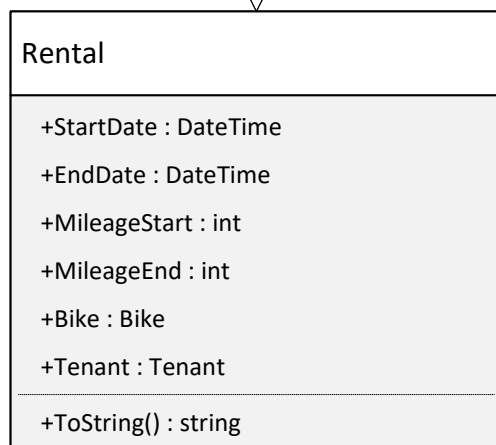 Rental
+StartDate : DateTime
+EndDate : DateTime
+MileageStart : int
+MileageEnd : int
+Bike : Bike
+Tenant : Tenant
+ToString() : string